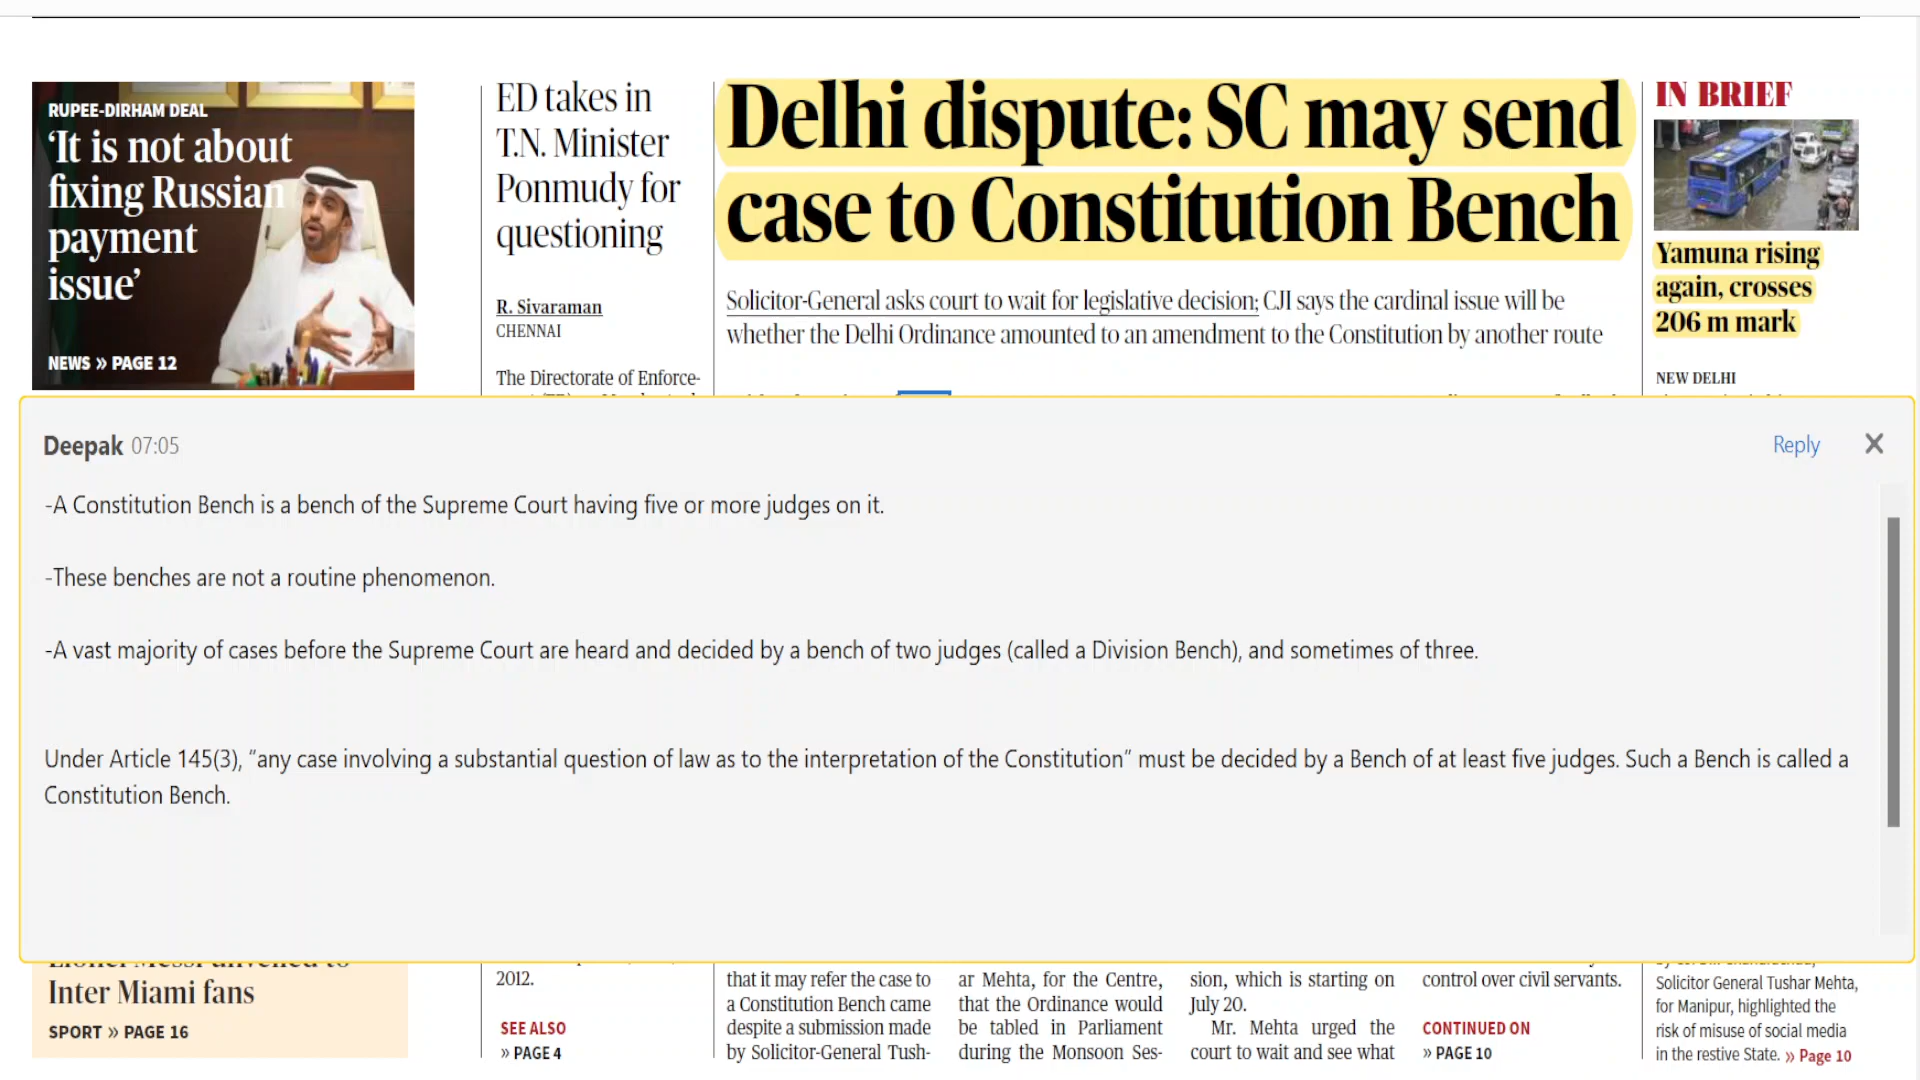 RUPEE-DIRHAM DEAL
‘It is not about
fixing Russian
payment
issue’
NEWS » PAGE 12
ED takes in
T.N. Minister
Ponmudy for
questioning
R. Sivaraman
CHENNAI
The Directorate of Enforce-
Delhi dispute: SC may send
case to Constitution Bench
Solicitor-General asks court to wait for legislative decision; CJI says the cardinal issue will be
whether the Delhi Ordinance amounted to an amendment to the Constitution by another route
IN BRIEF
Yamuna rising
again, crosses
206 m mark
NEW DELHI
Deepak 07:05
Reply
-A Constitution Bench is a bench of the Supreme Court having five or more judges on it.
-These benches are not a routine phenomenon.
-A vast majority of cases before the Supreme Court are heard and decided by a bench of two judges (called a Division Bench), and sometimes of three.
Under Article 145(3), “any case involving a substantial question of law as to the interpretation of the Constitution” must be decided by a Bench of at least five judges. Such a Bench is called a
Constitution Bench.
Inter Miami fans
SPORT » PAGE 16
2012.
SEE ALSO
» PAGE 4
that it may refer the case to
a Constitution Bench came
despite a submission made
by Solicitor-General Tush-
ar Mehta, for the Centre,
that the Ordinance would
be tabled in Parliament
during the Monsoon Ses-
sion, which is starting on
July 20.
Mr. Mehta urged the
court to wait and see what
control over civil servants.
CONTINUED ON
» PAGE 10
Solicitor General Tushar Mehta,
for Manipur, highlighted the
risk of misuse of social media
in the restive State. » Page 10